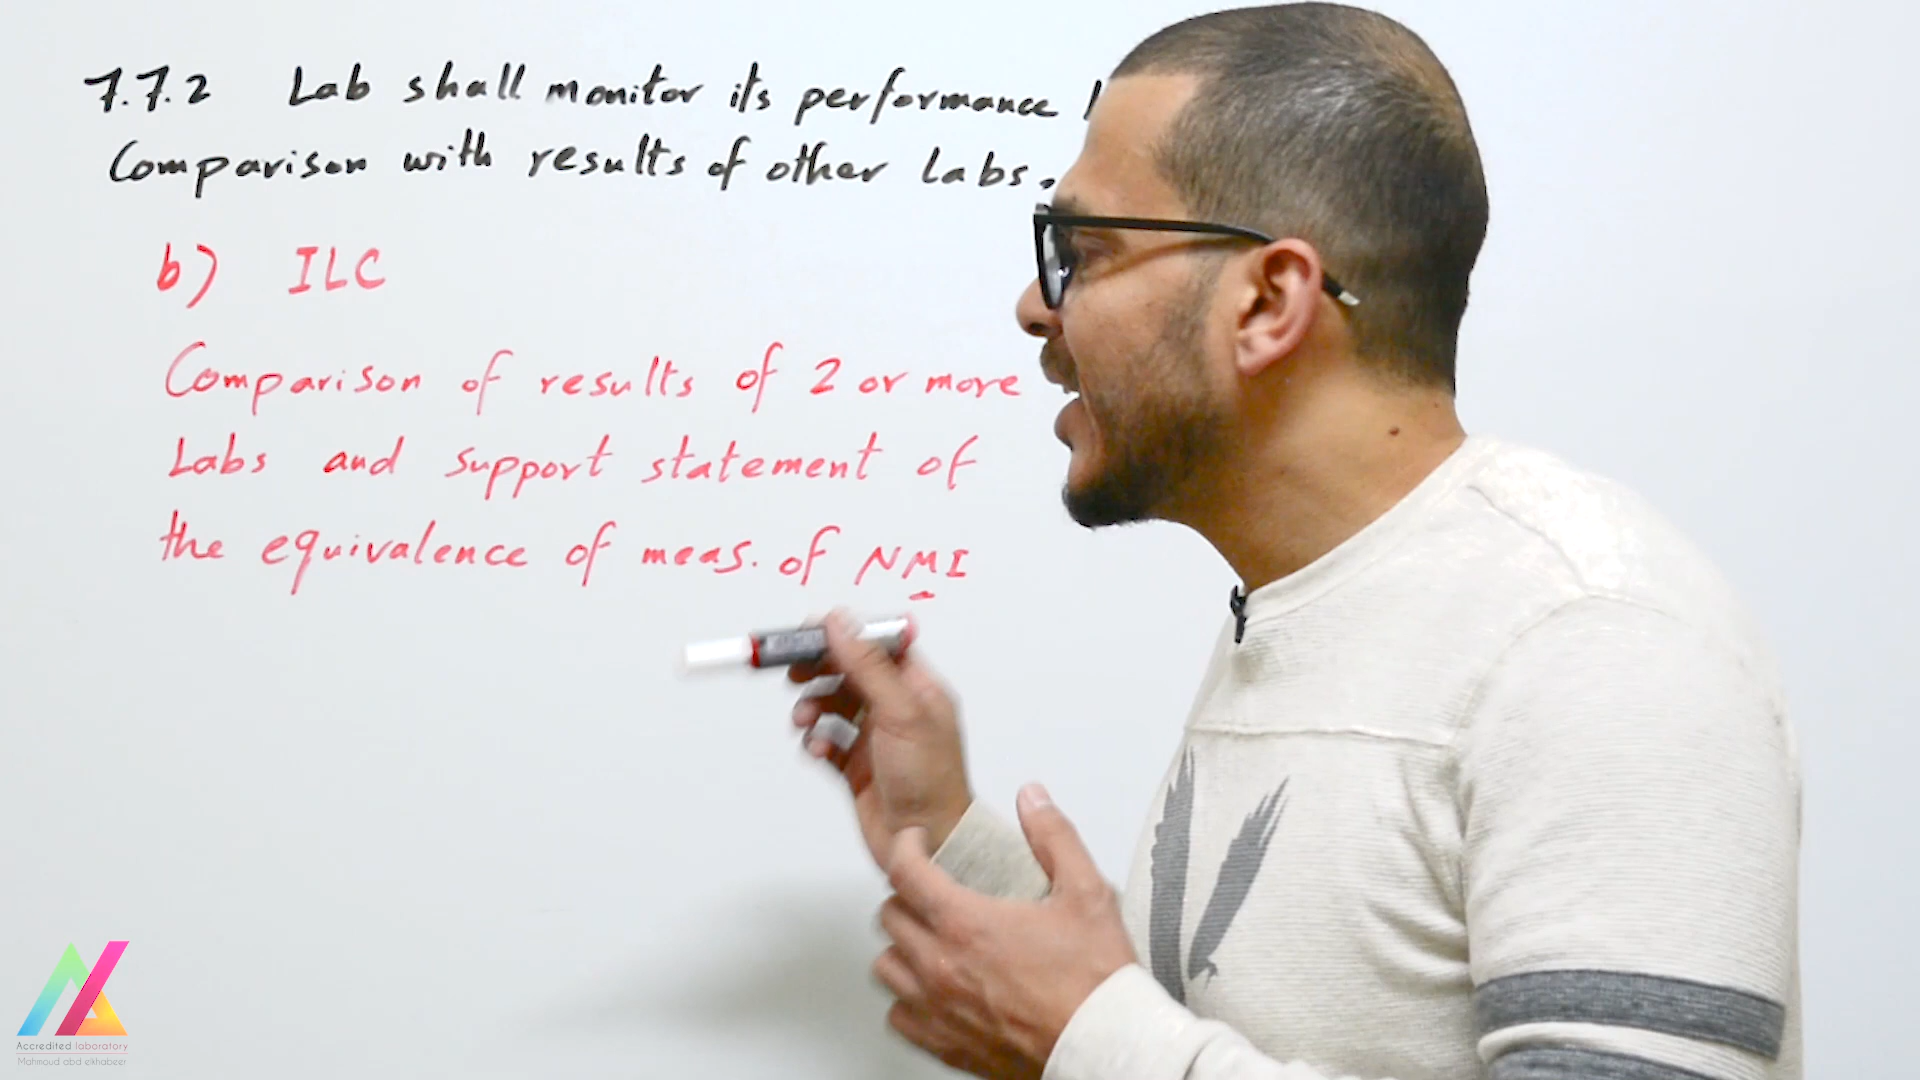 7.7.2 Lab shall monitor its performance
Comparison with results of other Labs.
b) ILC
Comparison of results of 2 or more
Labs and support statement of
the equivalence of meas. of NMI
Accredited laboratory
Mahmoud abd elkhabeer